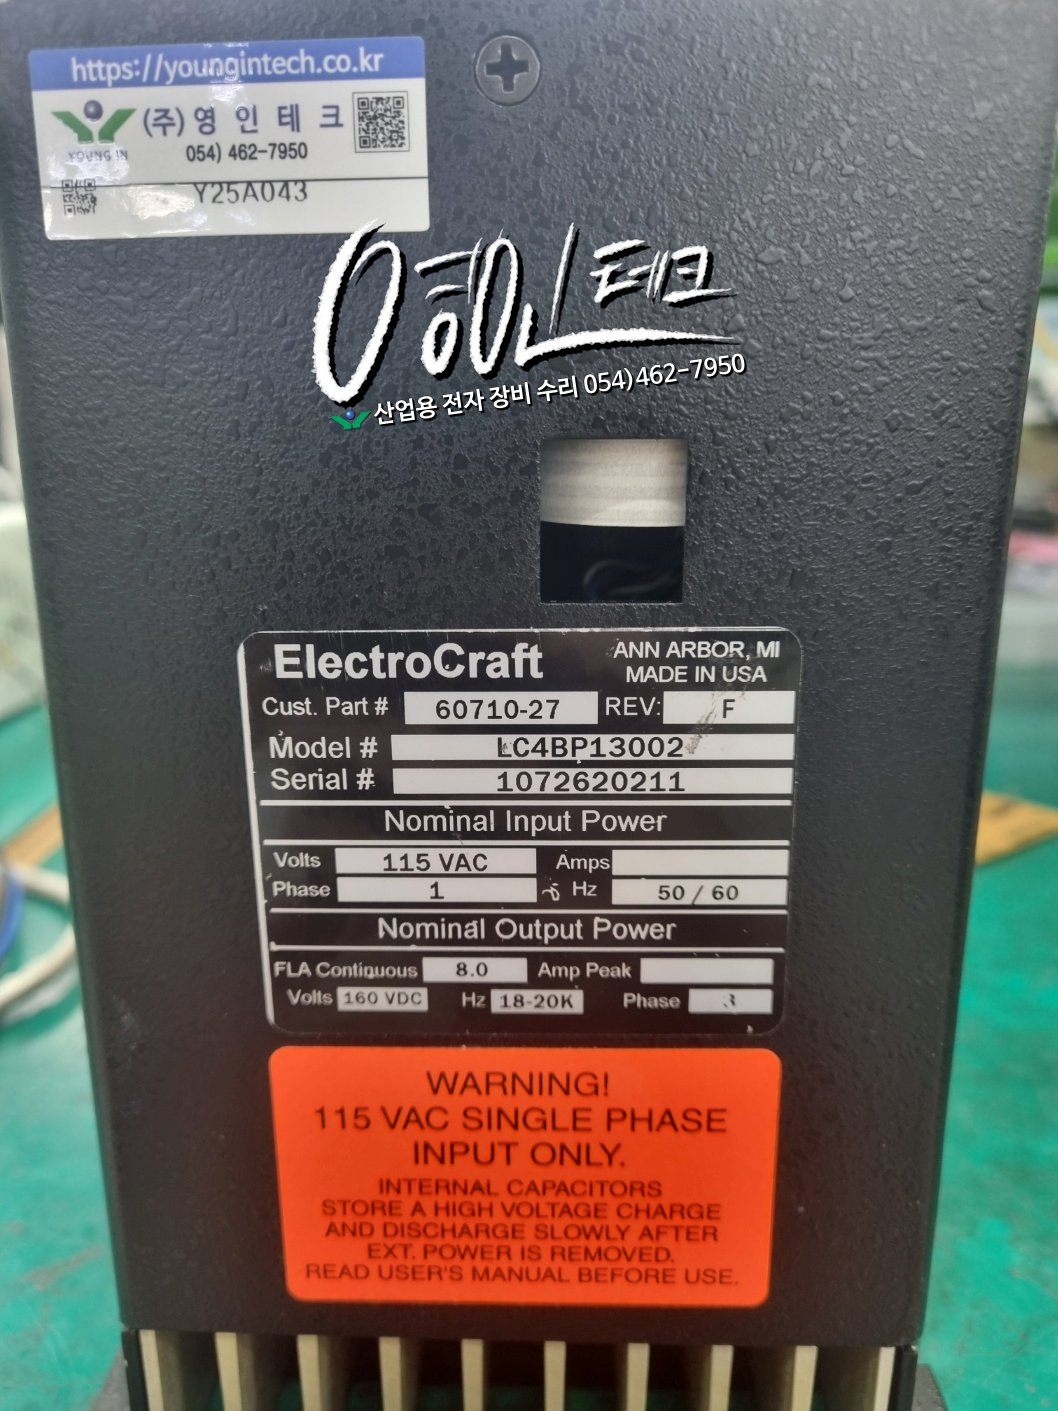 https://youngintech.co.kr
(주)영인테크
YOUNG IN
054) 462-7950
Y25A043
영인테크
산업용 전자 장비 수리 054)462-7950
ElectroCraft
ANN ARBOR, MI
MADE IN USA
Cust. Part # 60710-27 REV: F
Model # LC4BP13002
Serial # 1072620211
Nominal Input Power
Volts 115 VAC Amps
Phase 1 Hz 50 / 60
Nominal Output Power
FLA Continuous 8.0 Amp Peak
Volts 160 VDC Hz 18-20K Phase 3
WARNING!
115 VAC SINGLE PHASE
INPUT ONLY.
INTERNAL CAPACITORS
STORE A HIGH VOLTAGE CHARGE
AND DISCHARGE SLOWLY AFTER
EXT. POWER IS REMOVED.
READ USER'S MANUAL BEFORE USE.